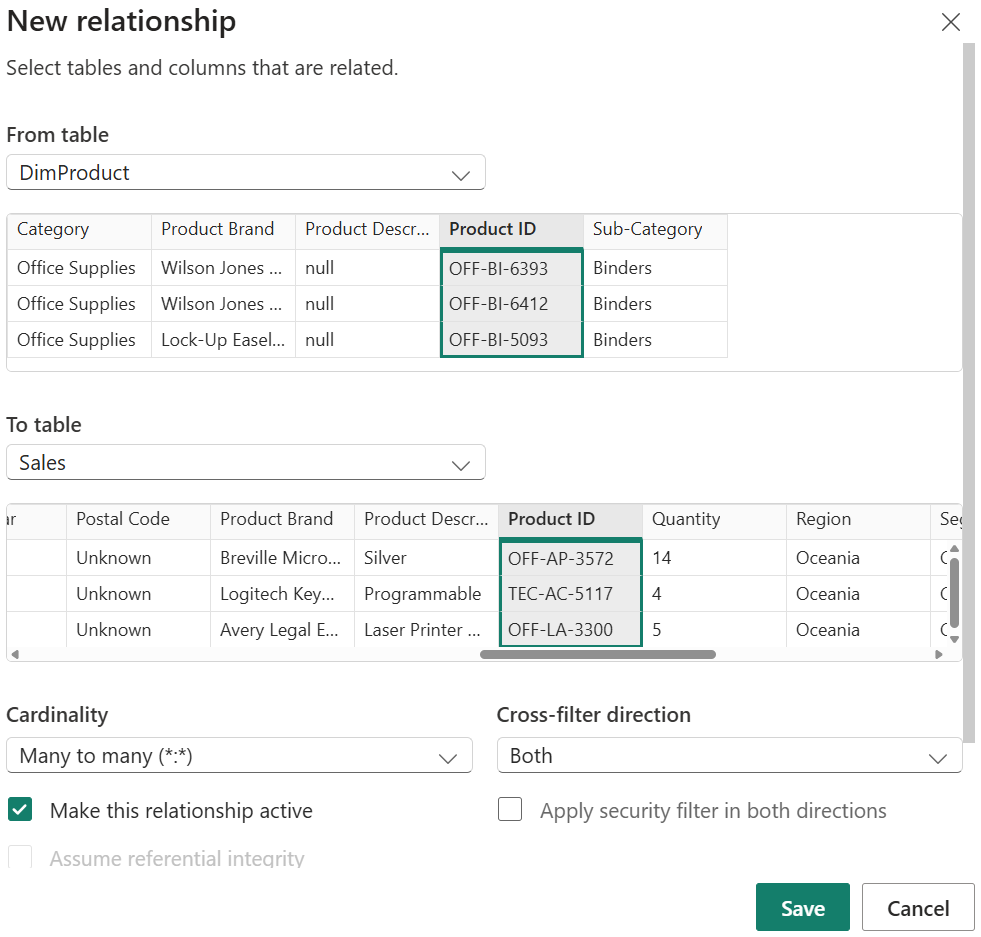 New relationship
Select tables and columns that are related.
From table
DimProduct
Category Product Brand Product Descr... Product ID Sub-Category
Office Supplies Wilson Jones ... null OFF-BI-6393 Binders
Office Supplies Wilson Jones ... null OFF-BI-6412 Binders
Office Supplies Lock-Up Easel... null OFF-BI-5093 Binders
To table
Sales
Postal Code Product Brand Product Descr... Product ID Quantity Region
Unknown Breville Micro... Silver OFF-AP-3572 14 Oceania
Unknown Logitech Key... Programmable TEC-AC-5117 4 Oceania
Unknown Avery Legal E... Laser Printer ... OFF-LA-3300 5 Oceania
Cardinality Cross-filter direction
Many to many (*:*) Both
Make this relationship active Apply security filter in both directions
Assume referential integrity
Save Cancel